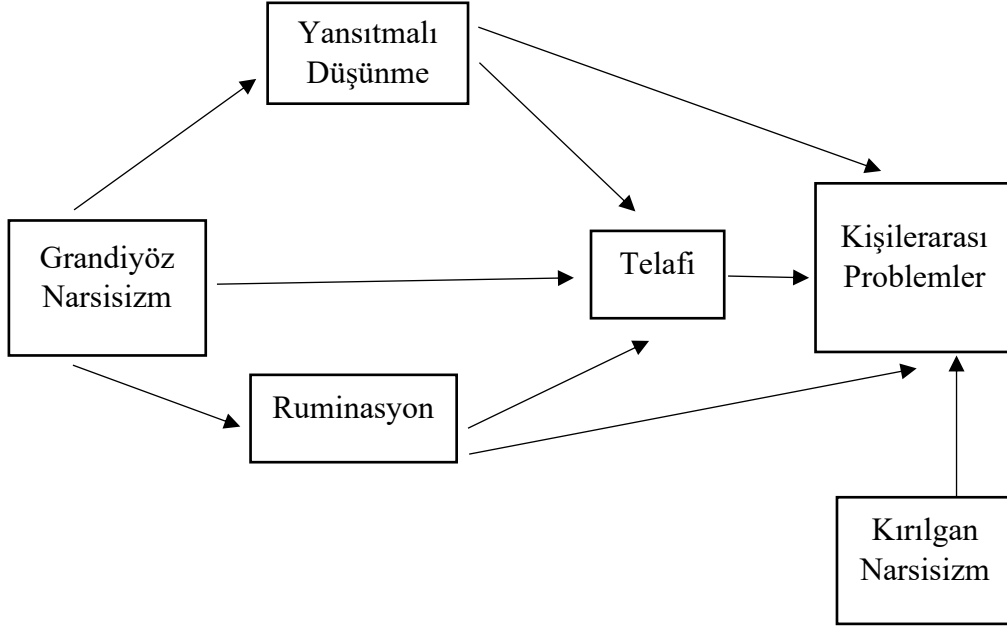 Yansıtmalı
Düşünme
Grandiyöz
Narsisizm
Telafi
Kişilerarası
Problemler
Ruminasyon
Kırılgan
Narsisizm